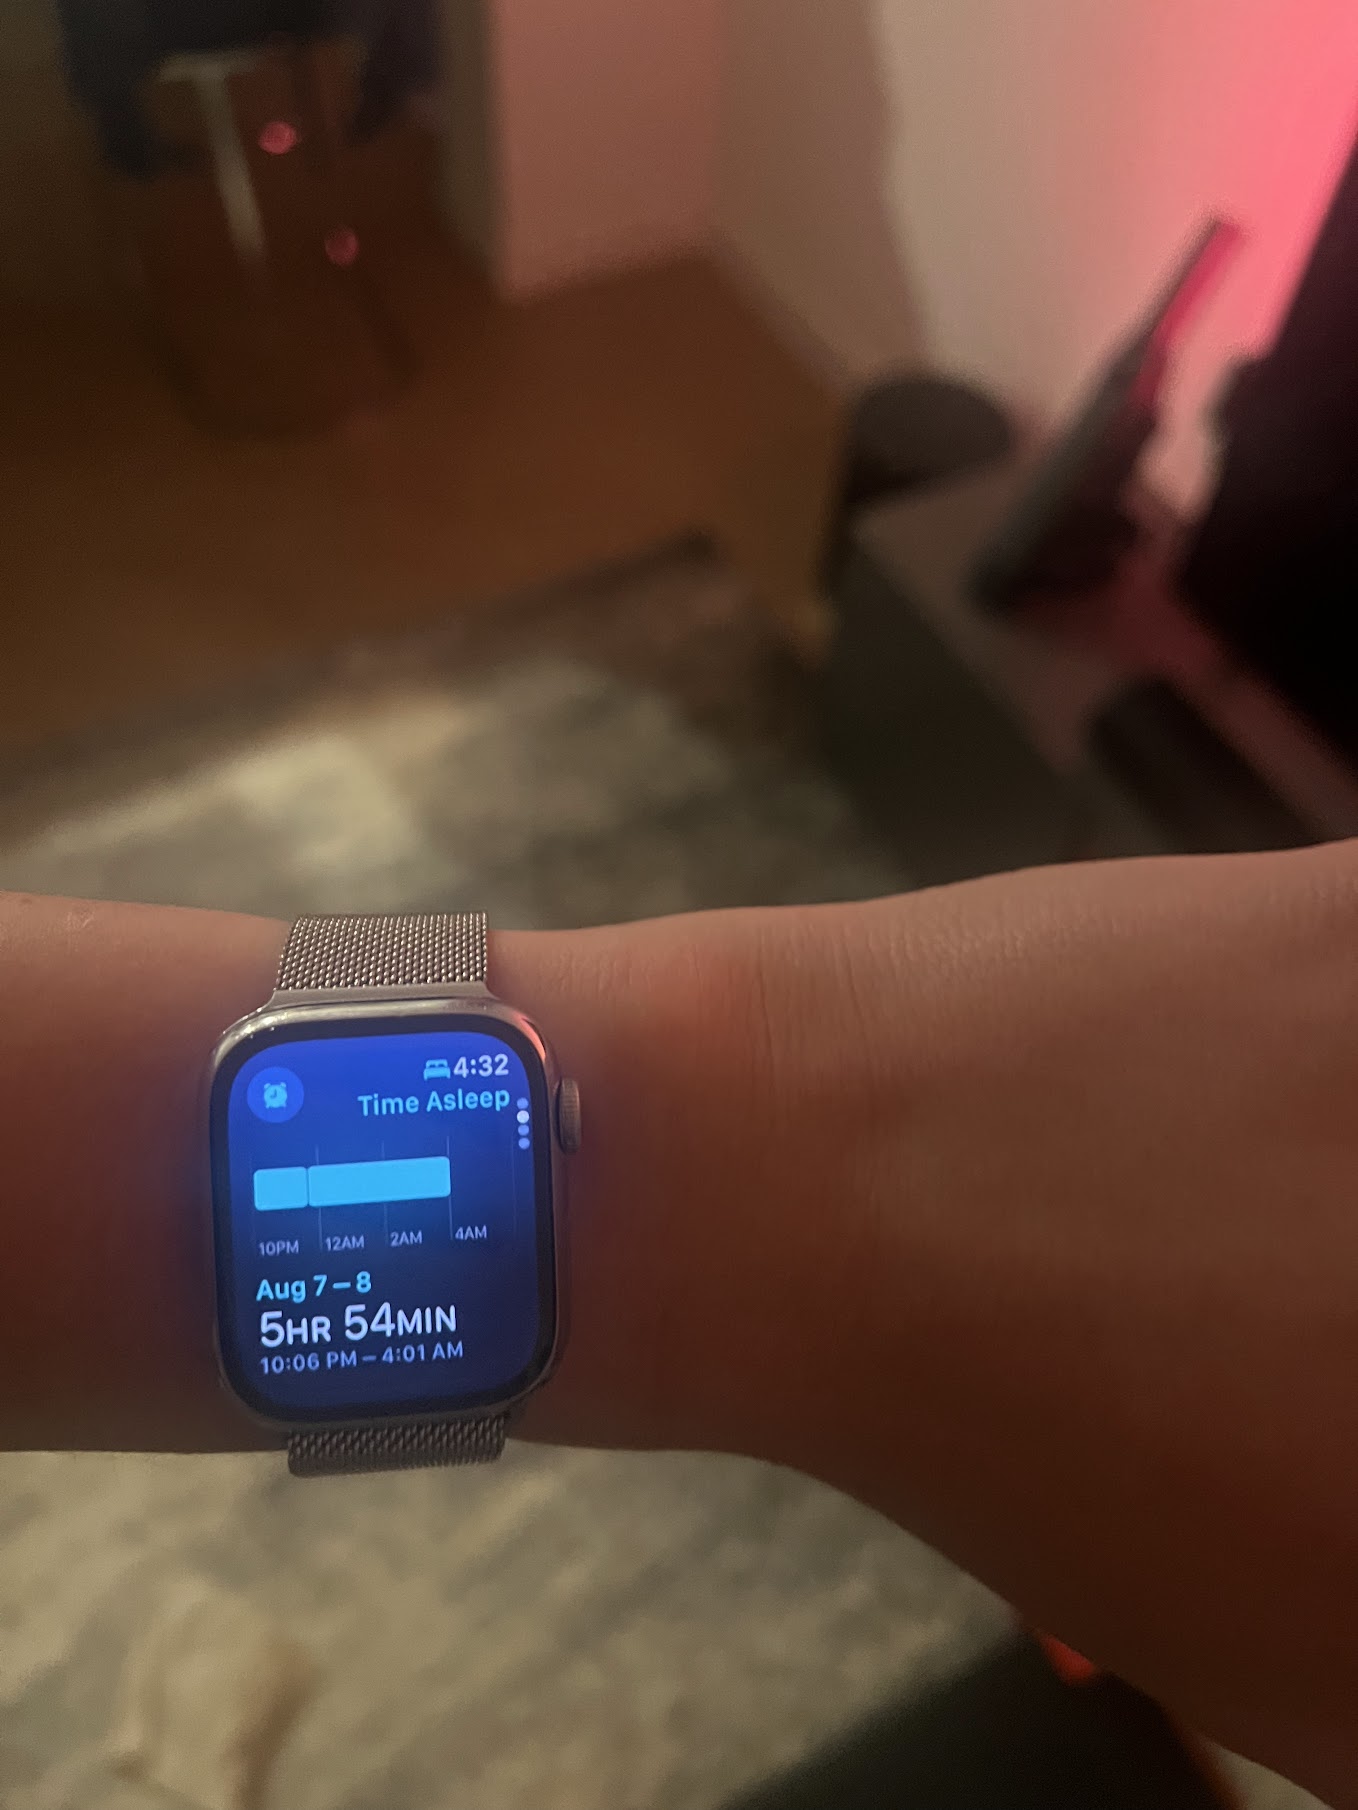 4:32
Time Asleep
10PM 12AM 2AM 4AM
Aug 7 – 8
5HR 54MIN
10:06 PM – 4:01 AM